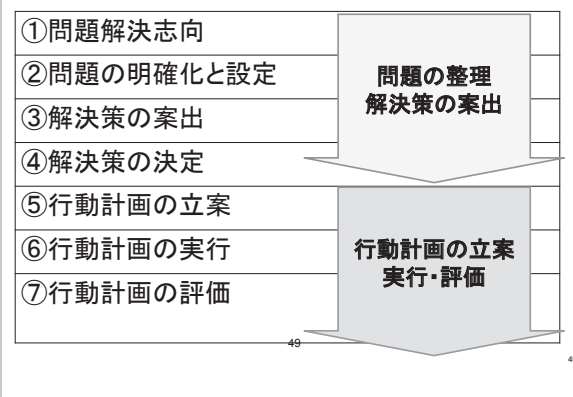 ①問題解決志向
②問題の明確化と設定
③解決策の案出
④解決策の決定
⑤行動計画の立案
⑥行動計画の実行
⑦行動計画の評価
問題の整理
解決策の案出
行動計画の立案
実行・評価
49